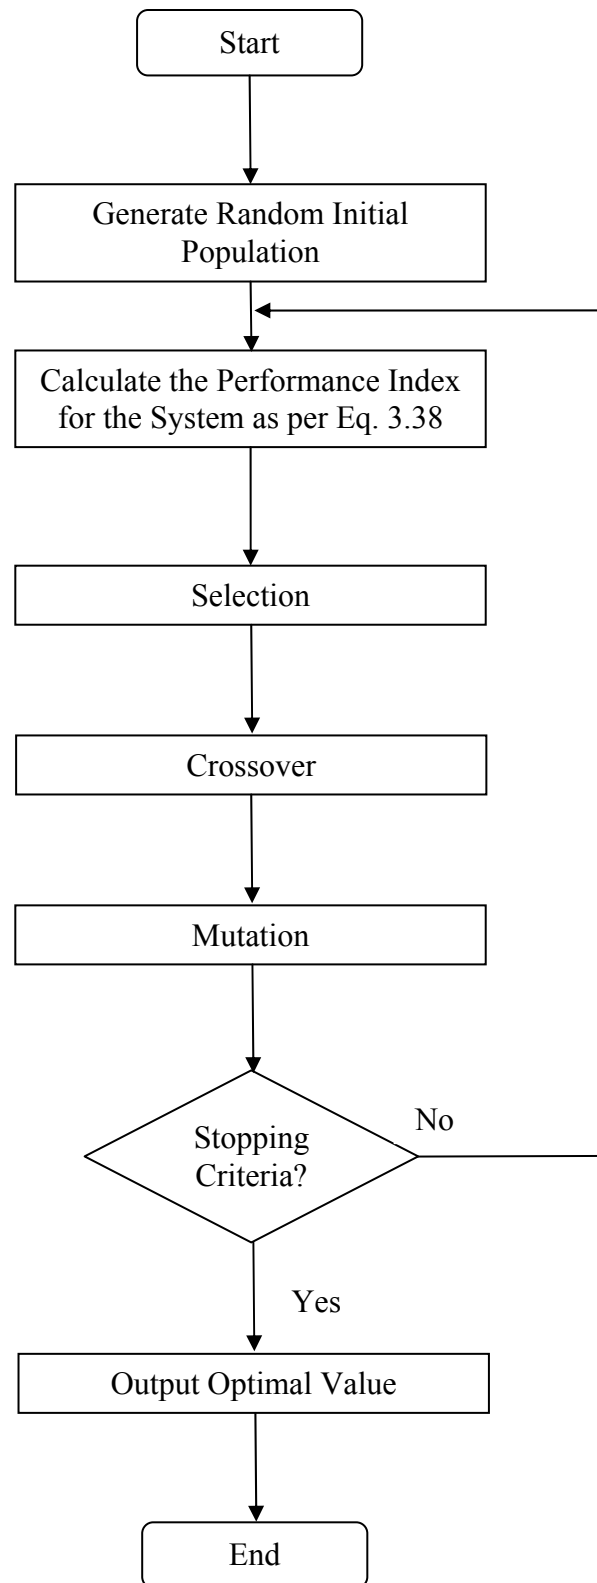 Start
Generate Random Initial
Population
Calculate the Performance Index
for the System as per Eq. 3.38
Selection
Crossover
Mutation
Stopping
Criteria?
No
Yes
Output Optimal Value
End